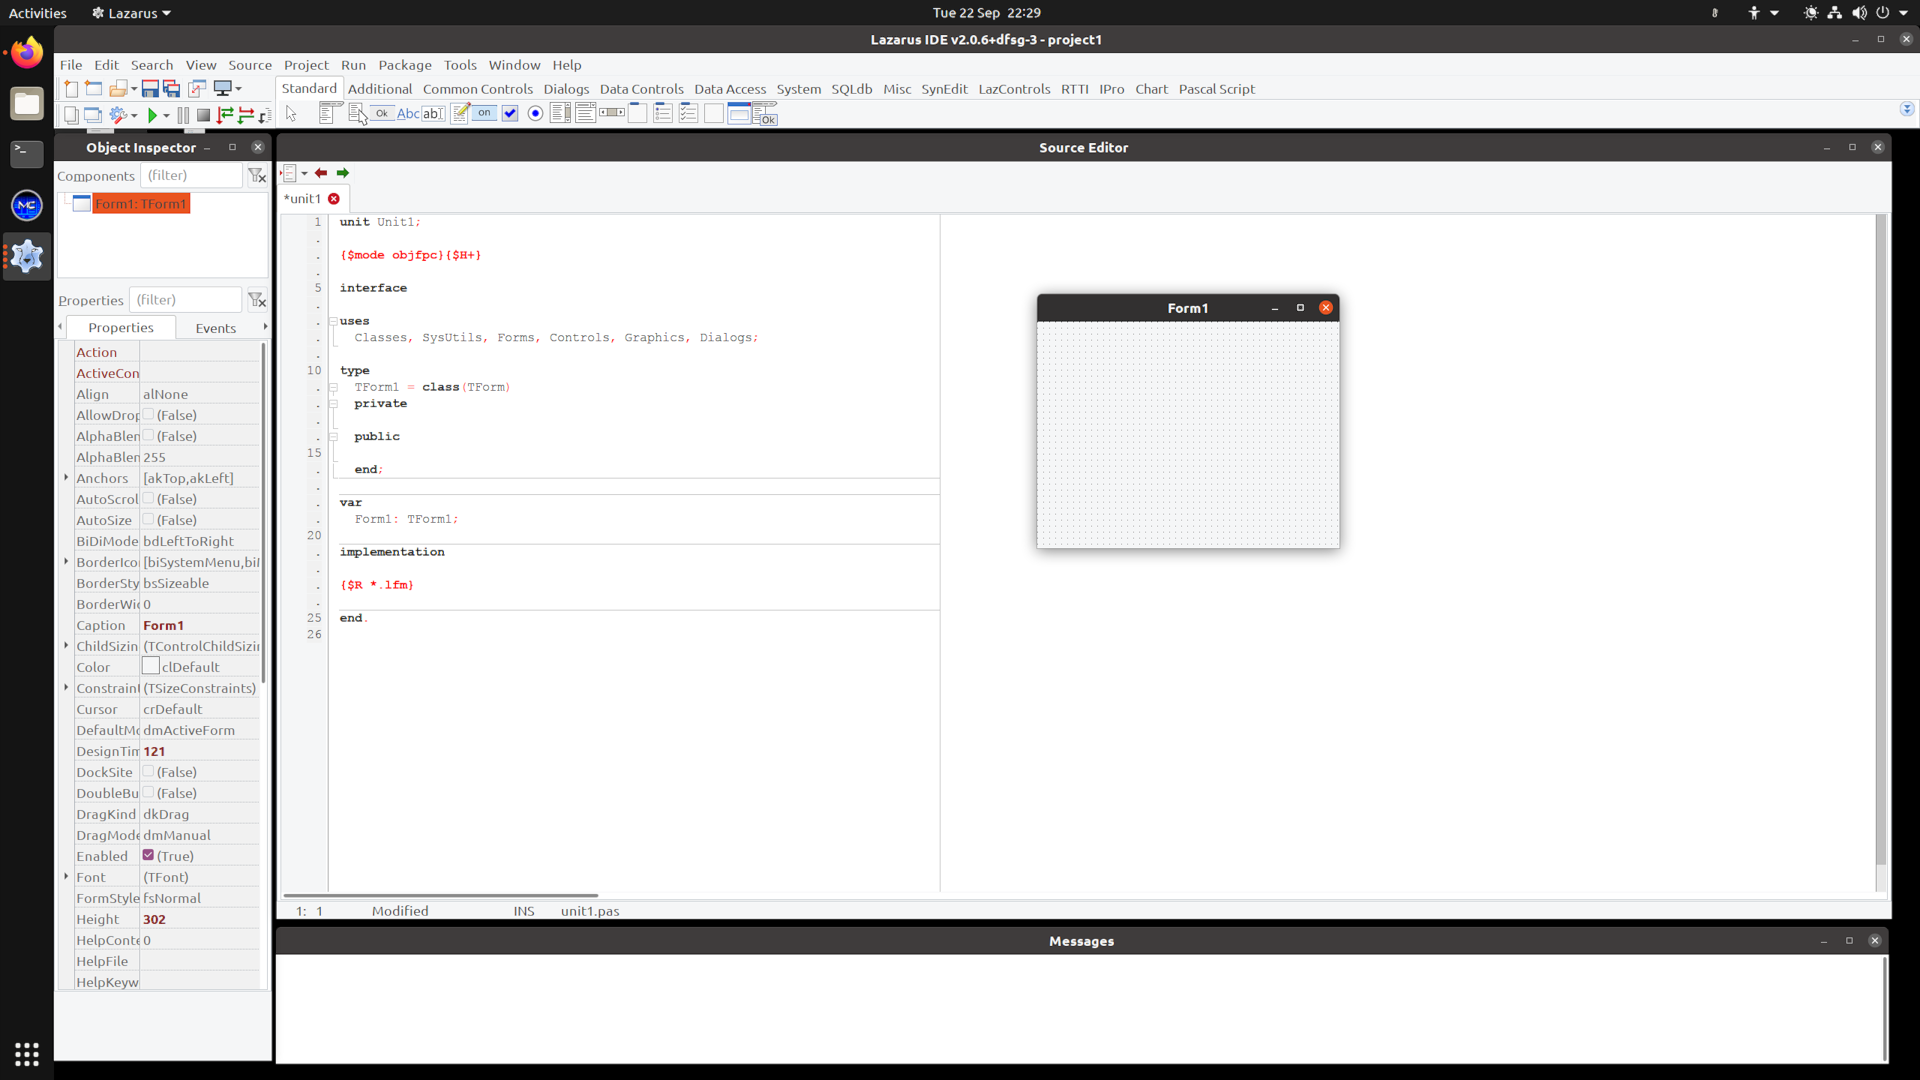 Activities
Lazarus
Tue 22 Sep 22:29
Lazarus IDE v2.0.6+dfsg-3 - project1
File Edit Search View Source Project Run Package Tools Window Help
Standard Additional Common Controls Dialogs Data Controls Data Access System SQLdb Misc SynEdit LazControls RTTI IPro Chart Pascal Script
Ok Abc abI on Ok
Object Inspector
Components (filter)
Form1: TForm1
Properties (filter)
Properties Events
Action
ActiveCon
Align alNone
AllowDrop (False)
AlphaBlen (False)
AlphaBlen 255
Anchors [akTop,akLeft]
AutoScrol (False)
AutoSize (False)
BiDiMode bdLeftToRight
BorderIco [biSystemMenu,biM
BorderSty bsSizeable
BorderWi 0
Caption Form1
ChildSizin (TControlChildSizin
Color clDefault
Constraint (TSizeConstraints)
Cursor crDefault
DefaultMo dmActiveForm
DesignTim 121
DockSite (False)
DoubleBu (False)
DragKind dkDrag
DragMode dmManual
Enabled (True)
Font (TFont)
FormStyle fsNormal
Height 302
HelpConte 0
HelpFile
HelpKeyw
Source Editor
*unit1
1 unit Unit1;
{$mode objfpc}{$H+}
5 interface
uses
Classes, SysUtils, Forms, Controls, Graphics, Dialogs;
10 type
TForm1 = class(TForm)
private
public
15
end;
var
Form1: TForm1;
20
implementation
{$R *.lfm}
25 end.
26
1: 1 Modified INS unit1.pas
Form1
Messages